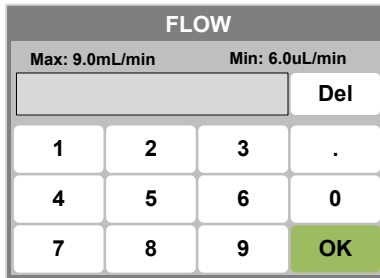 FLOW
Max: 9.0mL/min Min: 6.0uL/min
Del
1 2 3 .
4 5 6 0
7 8 9 OK